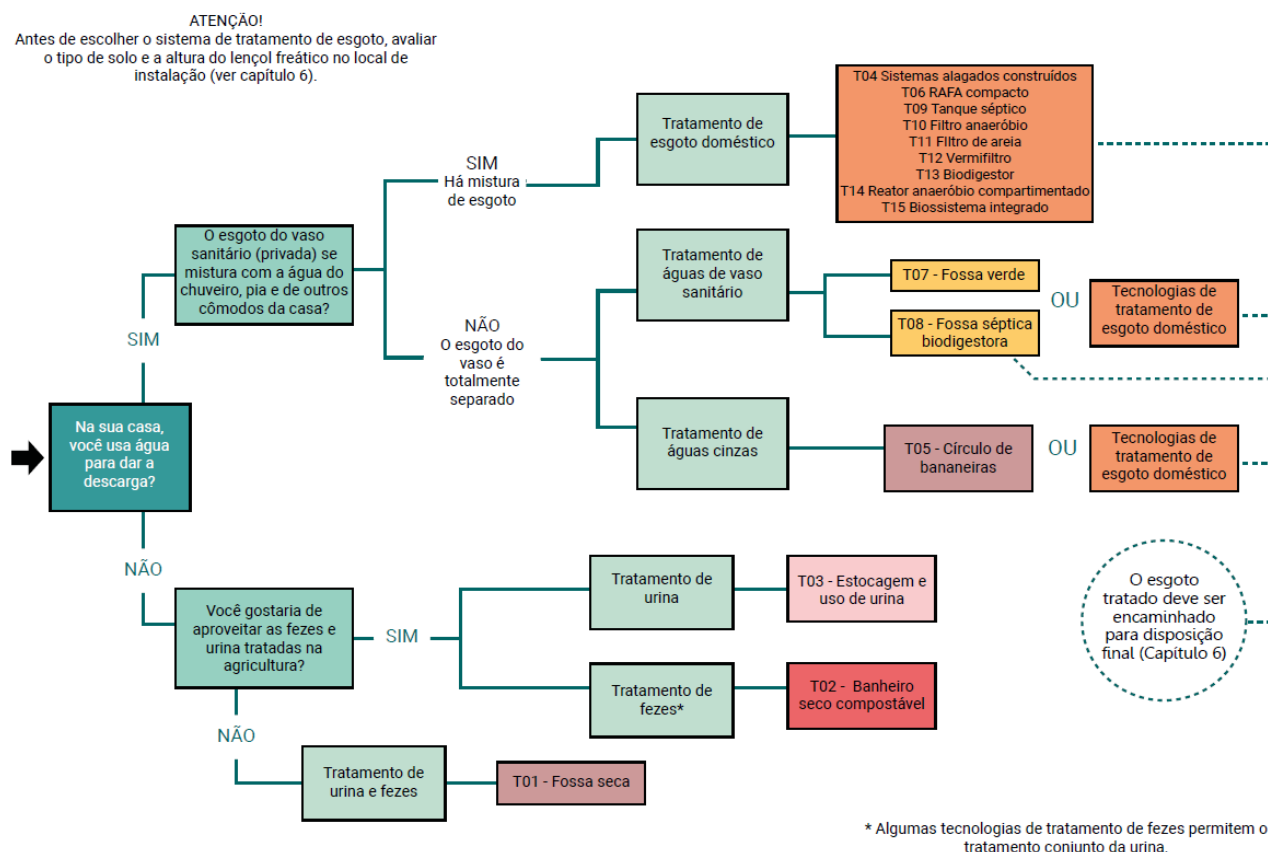 ATENÇÃO!
Antes de escolher o sistema de tratamento de esgoto, avaliar
o tipo de solo e a altura do lençol freático no local de
instalação (ver capítulo 6).
Na sua casa,
você usa água
para dar a
descarga?
SIM
O esgoto do vaso
sanitário (privada) se
mistura com a água do
chuveiro, pia e de outros
cômodos da casa?
SIM
Há mistura
de esgoto
Tratamento de
esgoto doméstico
T04 Sistemas alagados construídos
T06 RAFA compacto
T09 Tanque séptico
T10 Filtro anaeróbio
T11 FIltro de areia
T12 Vermifiltro
T13 Biodigestor
T14 Reator anaeróbio compartimentado
T15 Biossistema integrado
NÃO
O esgoto do
vaso é
totalmente
separado
Tratamento de
águas de vaso
sanitário
T07 - Fossa verde
T08 - Fossa séptica
biodigestora
OU
Tecnologias de
tratamento de
esgoto doméstico
Tratamento de
águas cinzas
T05 - Círculo de
bananeiras
OU
Tecnologias de
tratamento de
esgoto doméstico
NÃO
Você gostaria de
aproveitar as fezes e
urina tratadas na
agricultura?
SIM
Tratamento de
urina
T03 - Estocagem e
uso de urina
Tratamento de
fezes*
T02 - Banheiro
seco compostável
NÃO
Tratamento de
urina e fezes
T01 - Fossa seca
O esgoto
tratado deve ser
encaminhado
para disposição
final (Capítulo 6)
* Algumas tecnologias de tratamento de fezes permitem o
tratamento conjunto da urina.